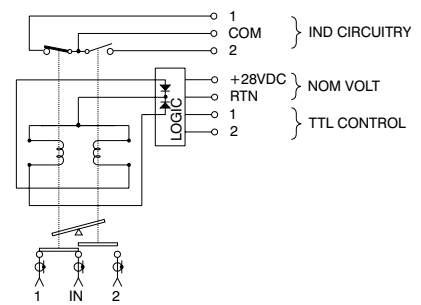 1
COM
2
IND CIRCUITRY
+28VDC
RTN
NOM VOLT
1
2
TTL CONTROL
LOGIC
1 IN 2